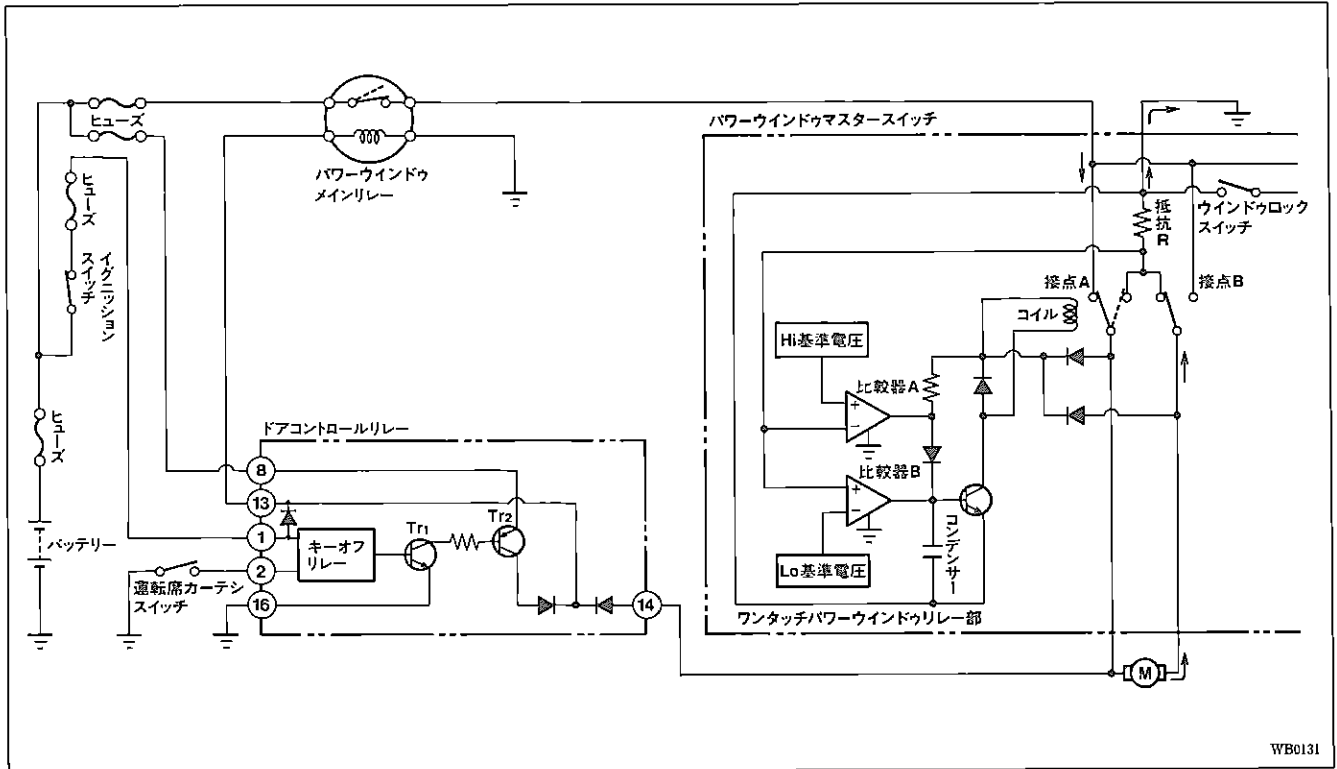 ヒューズ
パワーウインドゥ
メインリレー
パワーウインドゥマスタースイッチ
ヒューズ
イグニッション
スイッチ
抵抗
R
ウインドゥロック
スイッチ
接点A
接点B
コイル
Hi基準電圧
比較器A
ヒューズ
ドアコントロールリレー
8
13
比較器B
Tr1
Tr2
1
キーオフ
リレー
コンデンサー
バッテリー
2
Lo基準電圧
運転席カーテシ
スイッチ
16
14
ワンタッチパワーウインドゥリレー部
M
WB0131